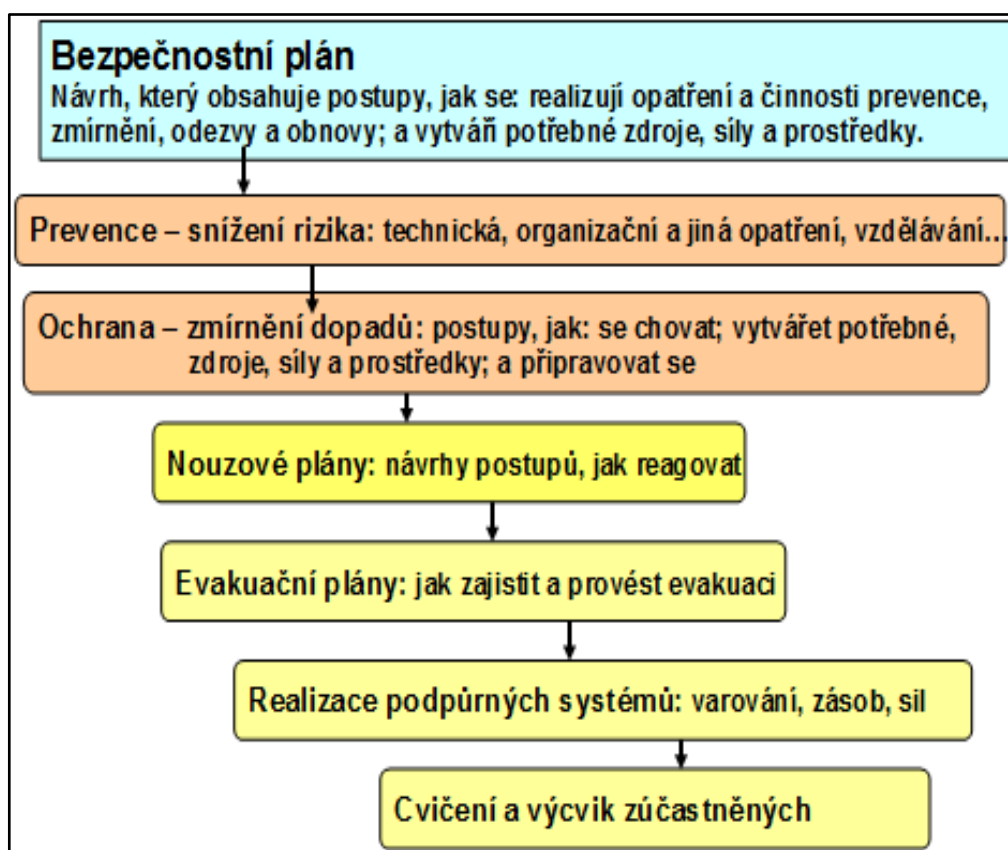 Bezpečnostní plán
Návrh, který obsahuje postupy, jak se: realizují opatření a činnosti prevence,
zmírnění, odezvy a obnovy; a vytváří potřebné zdroje, síly a prostředky.
Prevence – snížení rizika: technická, organizační a jiná opatření, vzdělávání...
Ochrana – zmírnění dopadů: postupy, jak: se chovat; vytvářet potřebné,
zdroje, síly a prostředky; a připravovat se
Nouzové plány: návrhy postupů, jak reagovat
Evakuační plány: jak zajistit a provést evakuaci
Realizace podpůrných systémů: varování, zásob, sil
Cvičení a výcvik zúčastněných